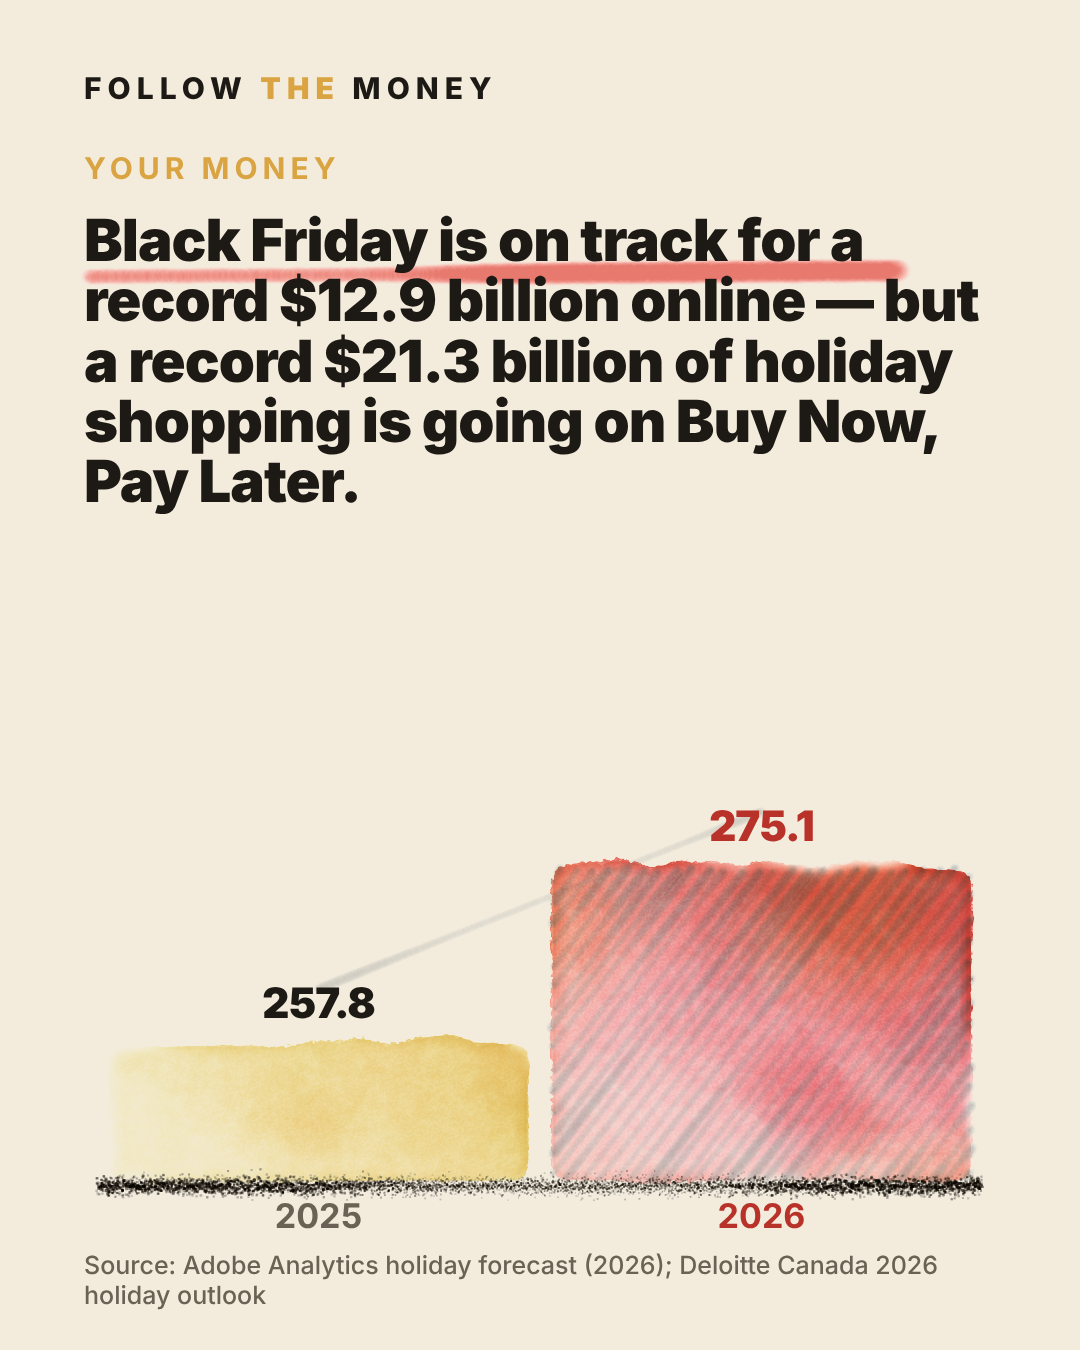 FOLLOW THE MONEY
YOUR MONEY
Black Friday is on track for a
record $12.9 billion online — but
a record $21.3 billion of holiday
shopping is going on Buy Now,
Pay Later.
275.1
257.8
2025
2026
Source: Adobe Analytics holiday forecast (2026); Deloitte Canada 2026
holiday outlook